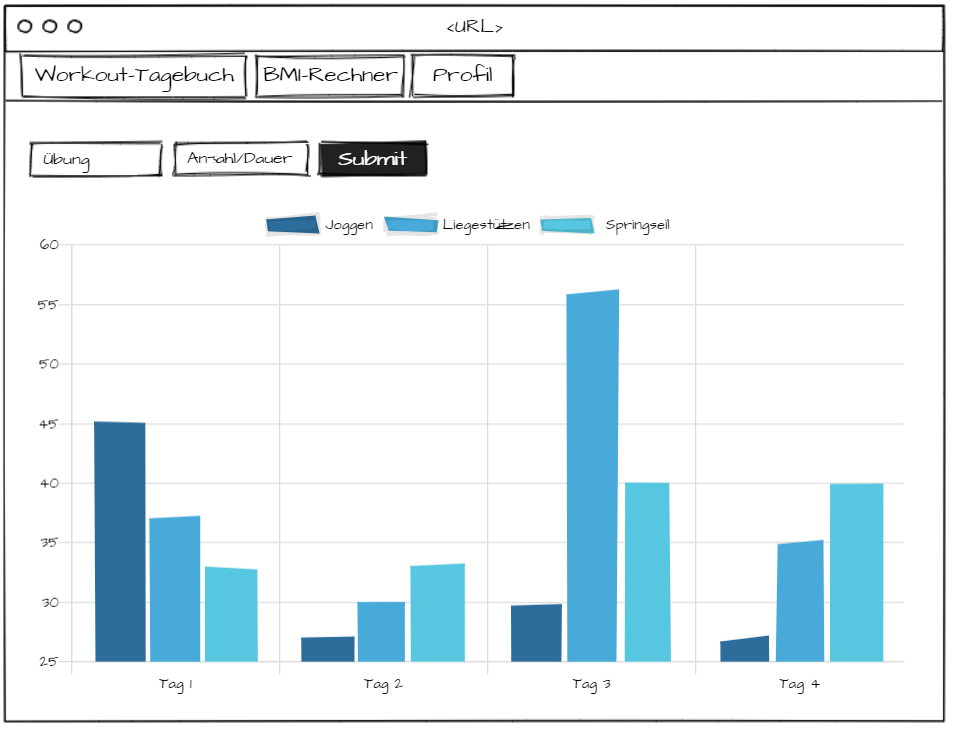 <URL>
Workout-Tagebuch BMI-Rechner Profil
Übung Anzahl/Dauer Submit
Joggen Liegestützen Springseil
60
55
50
45
40
35
30
25
Tag 1 Tag 2 Tag 3 Tag 4